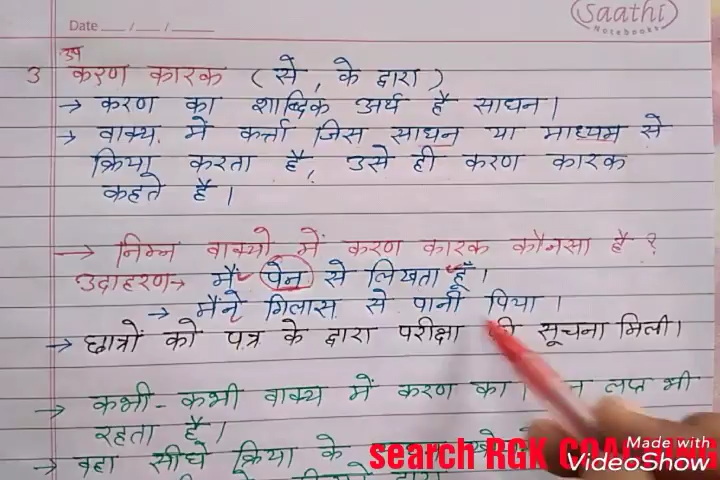 Date
Saathi
Notebooks
उप
3 करण कारक ( से , के द्वारा )
→ करण का शाब्दिक अर्थ है साधन।
→ वाक्य में कर्त्ता जिस साधन या माध्यम से
क्रिया करता है, उसे ही करण कारक
कहते है।
→ निम्न वाक्यो में करण कारक कौनसा है ?
उदाहरण→ मैं पेन से लिखता हूँ।
→ मैंने गिलास से पानी पिया।
→ छात्रों को पत्र के द्वारा परीक्षा की सूचना मिली।
→ कभी-कभी वाक्य में करण का लुप्त भी
रहता है।
→ वहा सीधे क्रिया के
search RGK COACHING
Made with
VideoShow